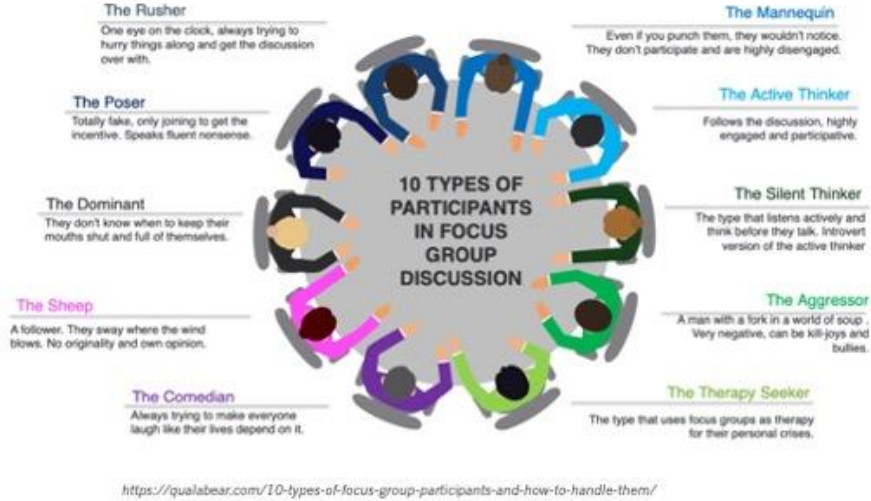 The Rusher
One eye on the clock, always trying to
hurry things along and get the discussion
over with.
The Poser
Totally fake, only joining to get the
incentive. Speaks fluent nonsense.
The Dominant
They don't know when to keep their
mouths shut and full of themselves.
The Sheep
A follower. They sway where the wind
blows. No originality and own opinion.
The Comedian
Always trying to make everyone
laugh like their lives depend on it.
10 TYPES OF
PARTICIPANTS
IN FOCUS
GROUP
DISCUSSION
The Mannequin
Even if you punch them, they wouldn't notice.
They don't participate and are highly disengaged.
The Active Thinker
Follows the discussion, highly
engaged and participative.
The Silent Thinker
The type that listens actively and
think before they talk. Introvert
version of the active thinker
The Aggressor
A man with a fork in a world of soup .
Very negative, can be kill-joys and
bullies.
The Therapy Seeker
The type that uses focus groups as therapy
for their personal crises.
https://qualabear.com/10-types-of-focus-group-participants-and-how-to-handle-them/